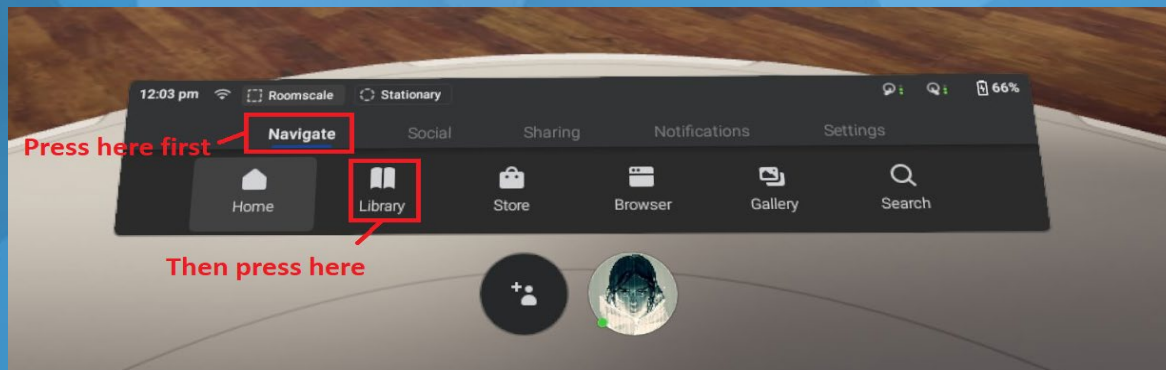 12:03 pm Roomscale Stationary 66%
Navigate Social Sharing Notifications Settings
Press here first
Home Library Store Browser Gallery Search
Then press here